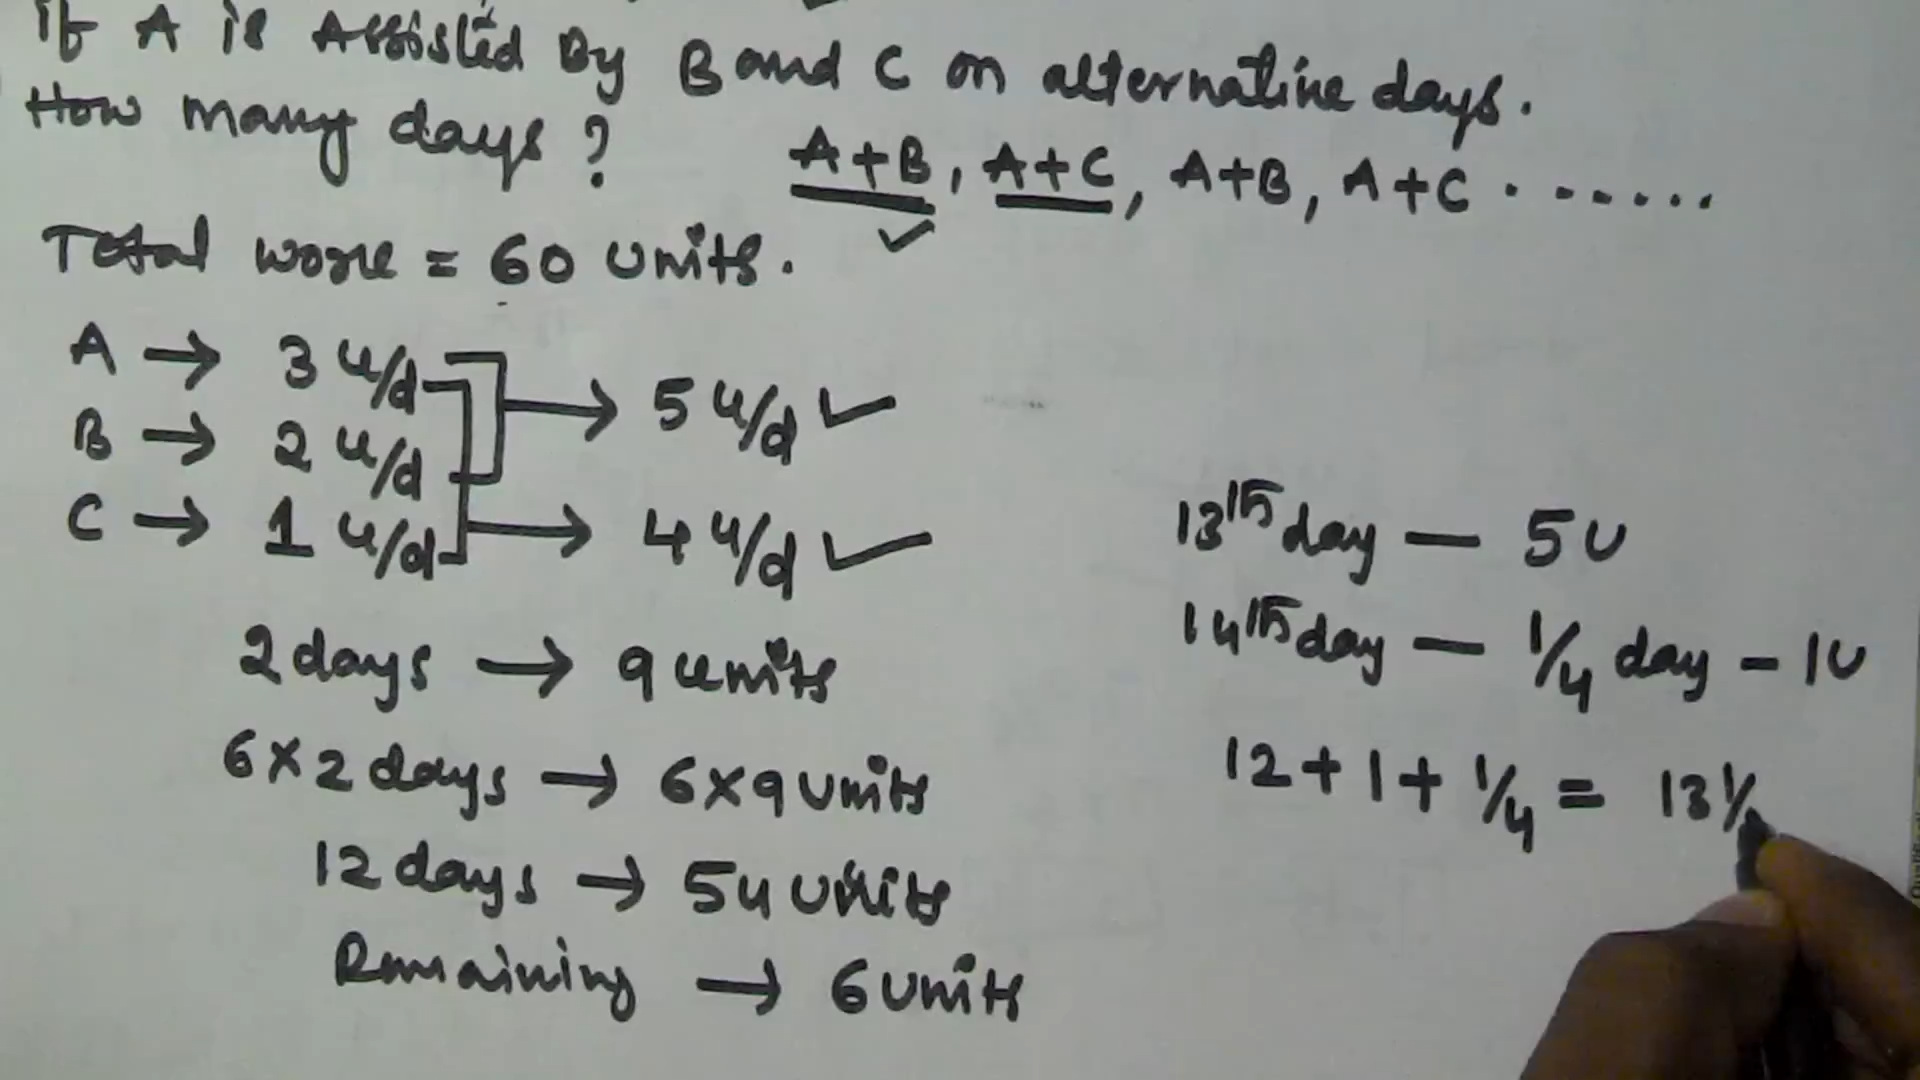 If A is Assisted By B and C on alternative days.
How many days ?
A+B, A+C, A+B, A+C .......
Total work = 60 units.
A → 3 u/d
B → 2 u/d
C → 1 u/d
→ 5 u/d ✓
→ 4 u/d ✓
2 days → 9 units
6×2 days → 6×9 units
12 days → 54 units
Remaining → 6 units
13th day — 5U
14th day — 1/4 day - 1U
12+1+1/4 = 13 1/